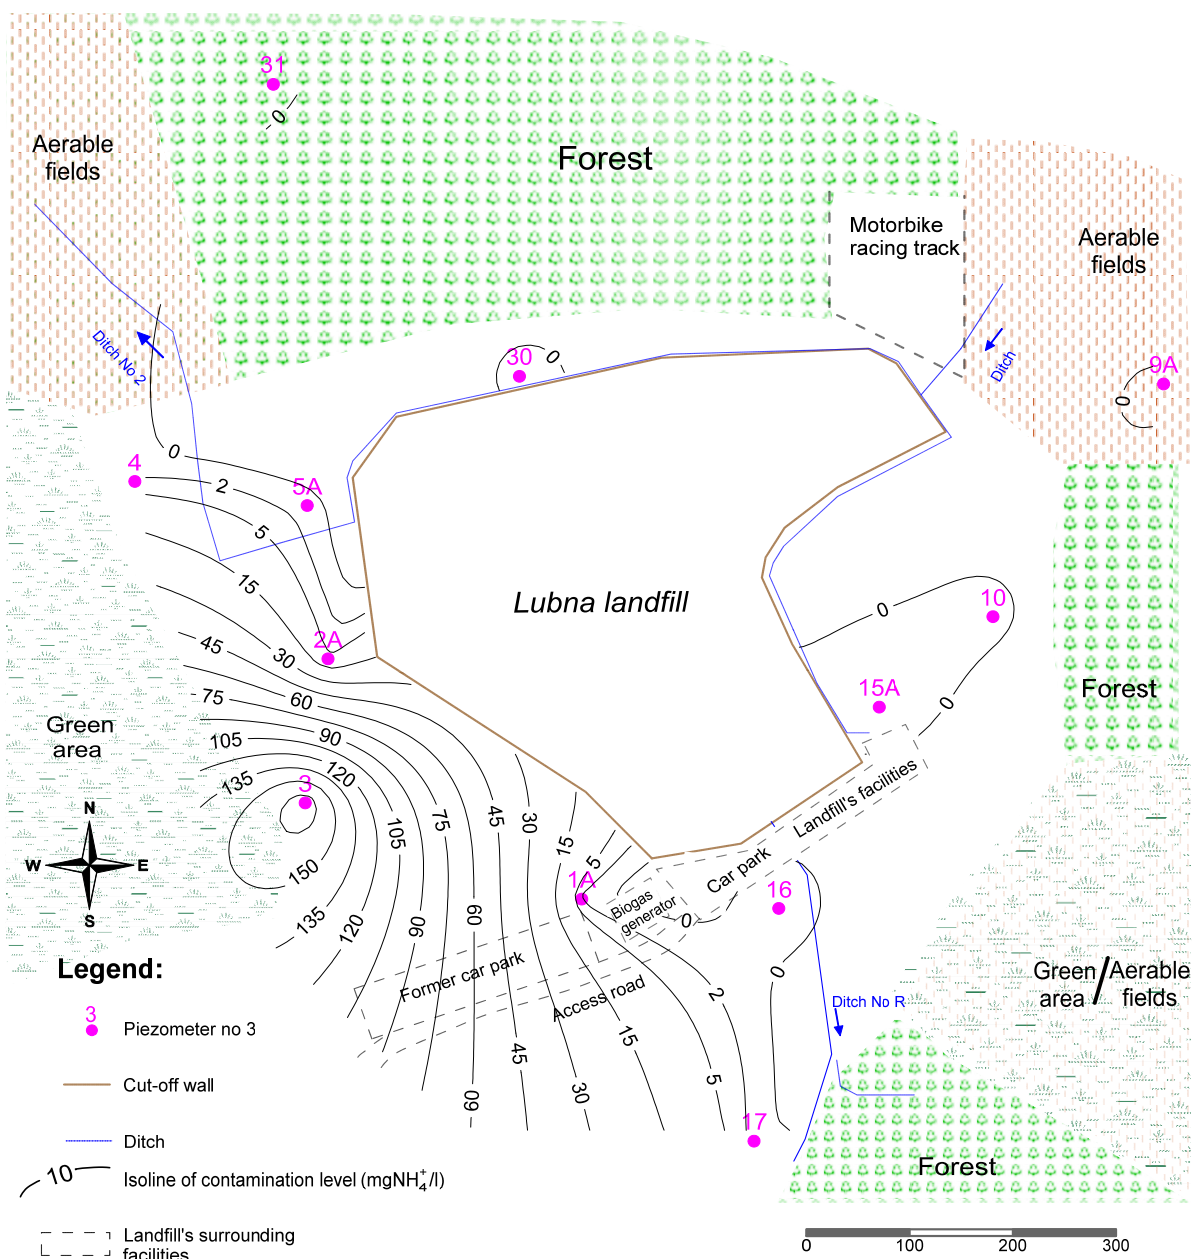 31
0
Forest
Aerable
fields
Motorbike
racing track
Aerable
fields
Ditch No 2
30
0
Ditch
9A
0
4
0
2
5A
5
15
Lubna landfill
0
10
2A
45
30
15A
0
Forest
75
60
Green
area
105
90
135
120
3
105
75
45
30
15
5
150
135
120
90
60
1A
Biogas
generator
0
Car park
Landfill's facilities
16
0
2
N
W
E
S
Former car park
Access road
Ditch No R
Green
area
/
Aerable
fields
15
45
30
60
5
17
Forest
Legend:
3
Piezometer no 3
Cut-off wall
Ditch
10
Isoline of contamination level (mgNH4+/l)
Landfill's surrounding
facilities
0
100
200
300